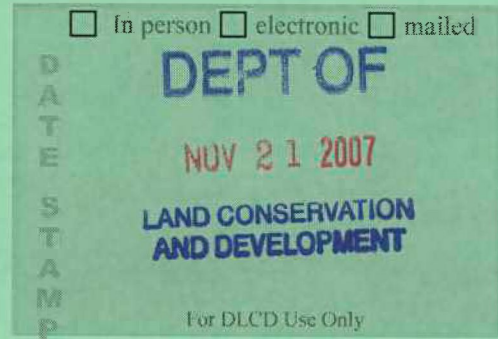 ☐ In person ☐ electronic ☐ mailed
DATE STAMP
DEPT OF
NOV 21 2007
LAND CONSERVATION
AND DEVELOPMENT
For DLCD Use Only